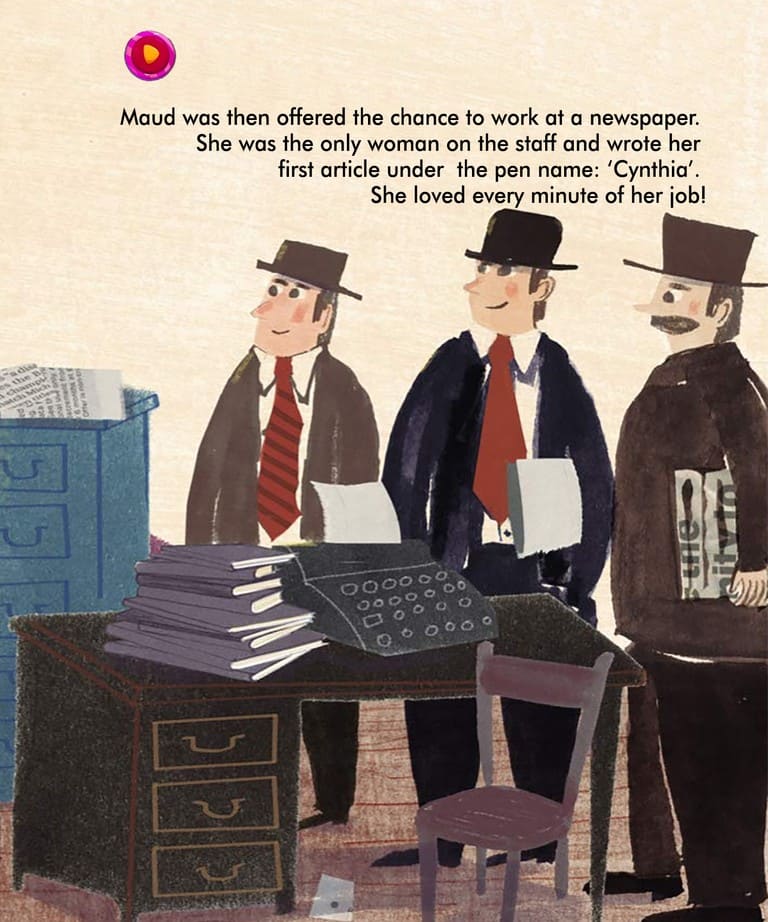 Maud was then offered the chance to work at a newspaper.
She was the only woman on the staff and wrote her
first article under  the pen name: ‘Cynthia’.
She loved every minute of her job!